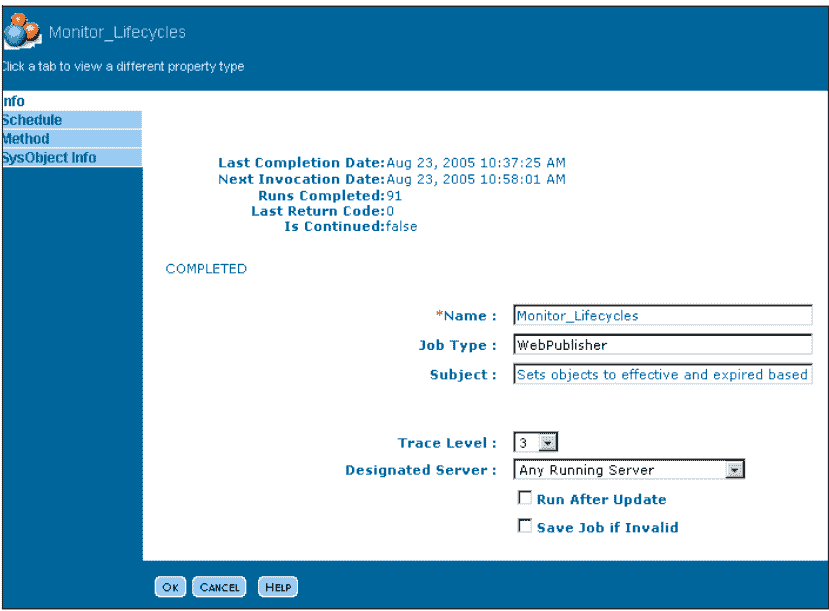 Monitor_Lifecycles
Click a tab to view a different property type
Info
Schedule
Method
SysObject Info
Last Completion Date:Aug 23, 2005 10:37:25 AM
Next Invocation Date:Aug 23, 2005 10:58:01 AM
Runs Completed:91
Last Return Code:0
Is Continued:false
COMPLETED
*Name : Monitor_Lifecycles
Job Type : WebPublisher
Subject : Sets objects to effective and expired based
Trace Level : 3
Designated Server : Any Running Server
Run After Update
Save Job if Invalid
OK CANCEL HELP